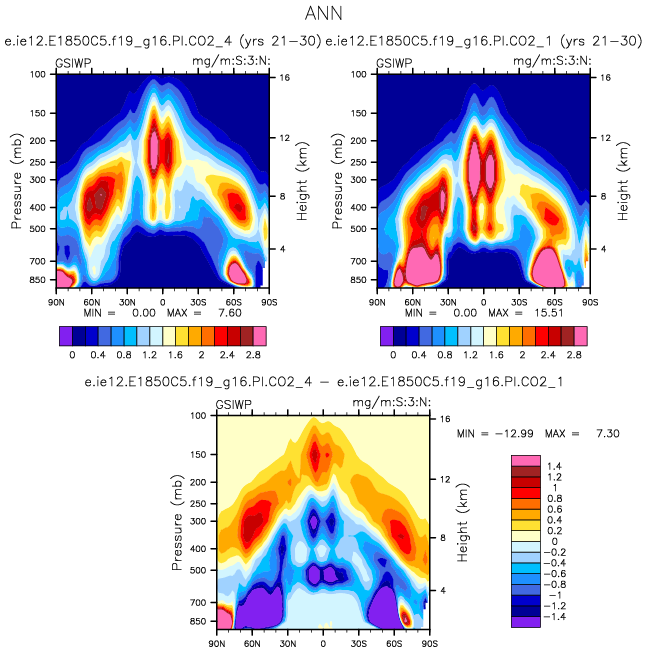 ANN
e.ie12.E1850C5.f19_g16.PI.CO2_4 (yrs 21-30) e.ie12.E1850C5.f19_g16.PI.CO2_1 (yrs 21-30)
GSIWP mg/m:S:3:N: GSIWP mg/m:S:3:N:
100 16 100 16
150 150
200 12 200 12
250 250
300 300
400 8 400 8
500 500
700 4 700 4
850 850
Pressure (mb) Height (km) Pressure (mb) Height (km)
90N 60N 30N 0 30S 60S 90S 90N 60N 30N 0 30S 60S 90S
MIN = 0.00 MAX = 7.60 MIN = 0.00 MAX = 15.51
0 0.4 0.8 1.2 1.6 2 2.4 2.8 0 0.4 0.8 1.2 1.6 2 2.4 2.8
e.ie12.E1850C5.f19_g16.PI.CO2_4 - e.ie12.E1850C5.f19_g16.PI.CO2_1
GSIWP mg/m:S:3:N:
MIN = -12.99 MAX = 7.30
100 16
150
200 12
250
300
400 8
500
700 4
850
Pressure (mb) Height (km)
90N 60N 30N 0 30S 60S 90S
1.4
1.2
1
0.8
0.6
0.4
0.2
0
-0.2
-0.4
-0.6
-0.8
-1
-1.2
-1.4